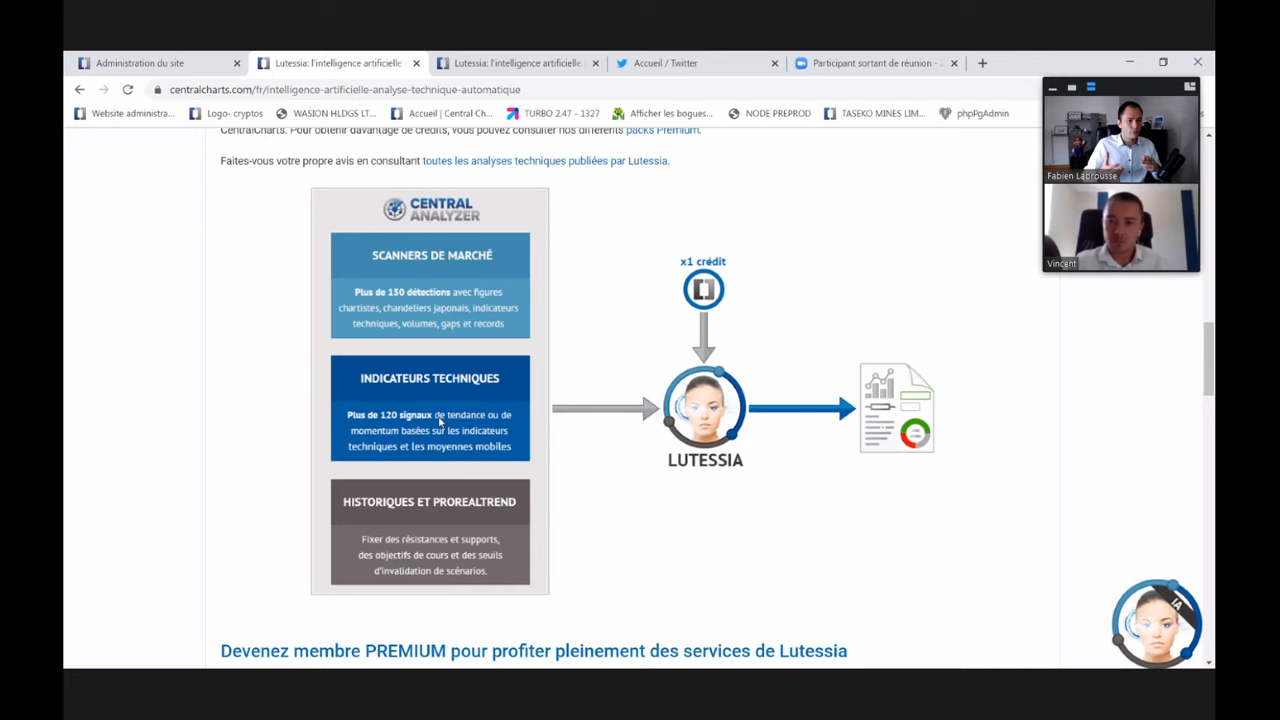 Administration du site
Lutessia: l'intelligence artificielle
Lutessia: l'intelligence artificielle
Accueil / Twitter
Participant sortant de réunion - Z
centralcharts.com/fr/intelligence-artificielle-analyse-technique-automatique
Website administra...
Logo- cryptos
WASION HLDGS LT...
Accueil | Central Ch...
TURBO 2.47 - 1327
Afficher les bogues...
NODE PREPROD
TASEKO MINES LIM...
phpPgAdmin
CentralCharts. Pour obtenir davantage de crédits, vous pouvez consulter nos différents packs Premium.
Faites-vous votre propre avis en consultant toutes les analyses techniques publiées par Lutessia.
Fabien Labrousse
Vincent
CENTRAL
ANALYZER
SCANNERS DE MARCHÉ
Plus de 150 détections avec figures
chartistes, chandeliers japonais, indicateurs
techniques, volumes, gaps et records
INDICATEURS TECHNIQUES
Plus de 120 signaux de tendance ou de
momentum basées sur les indicateurs
techniques et les moyennes mobiles
HISTORIQUES ET PROREALTREND
Fixer des résistances et supports,
des objectifs de cours et des seuils
d'invalidation de scénarios.
x1 crédit
LUTESSIA
IA
Devenez membre PREMIUM pour profiter pleinement des services de Lutessia